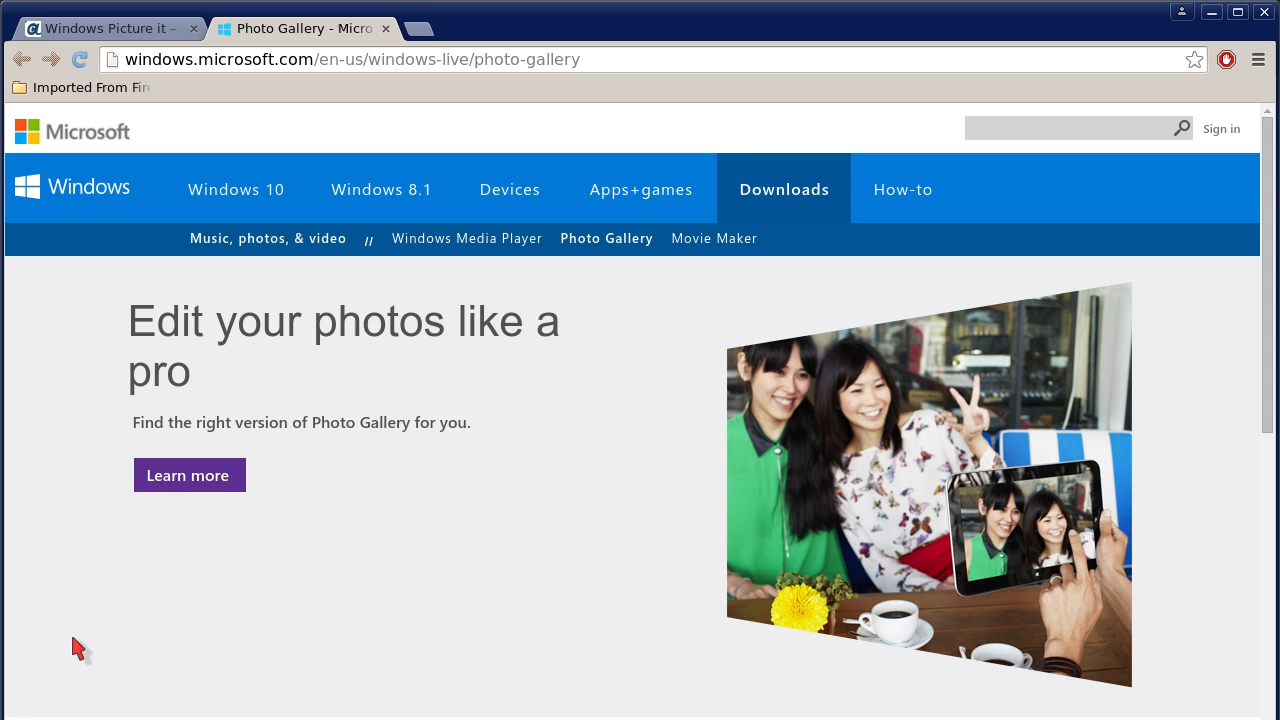 Windows Picture it –
Photo Gallery - Micro
windows.microsoft.com/en-us/windows-live/photo-gallery
Imported From Fire
Microsoft
Sign in
Windows
Windows 10
Windows 8.1
Devices
Apps+games
Downloads
How-to
Music, photos, & video // Windows Media Player Photo Gallery Movie Maker
Edit your photos like a
pro
Find the right version of Photo Gallery for you.
Learn more